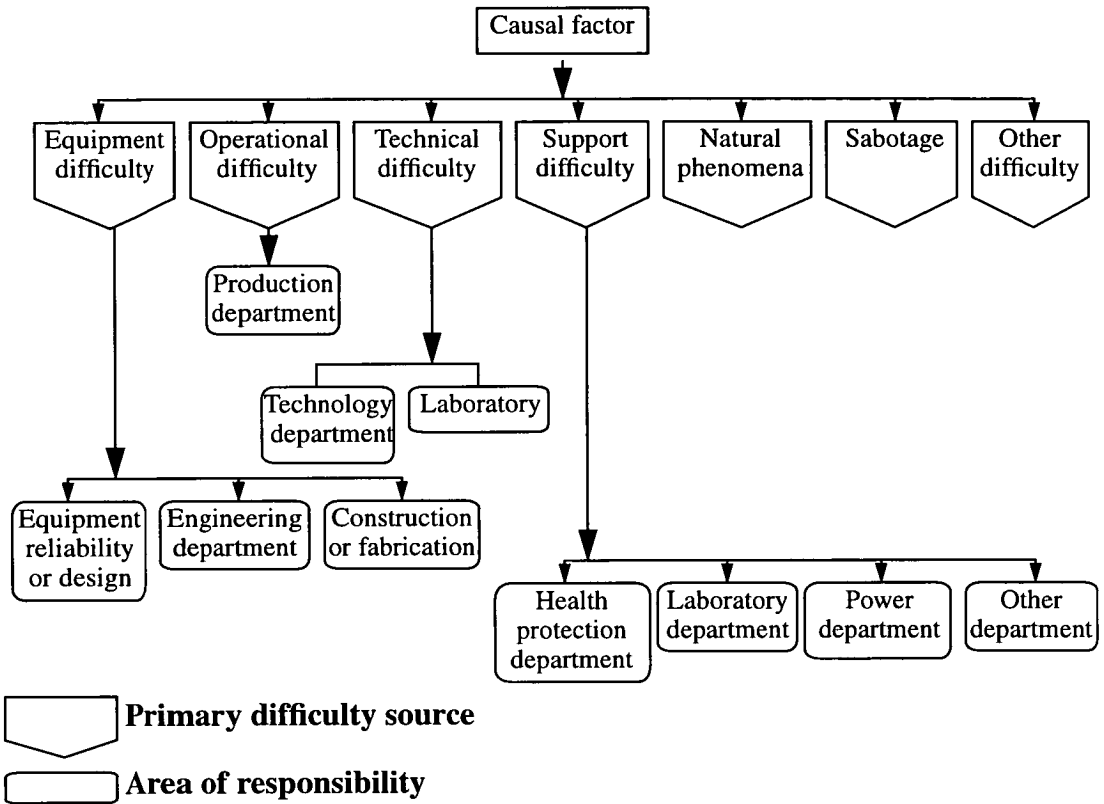 Causal factor
Equipment
difficulty
Operational
difficulty
Technical
difficulty
Support
difficulty
Natural
phenomena
Sabotage
Other
difficulty
Production
department
Technology
department
Laboratory
Equipment
reliability
or design
Engineering
department
Construction
or fabrication
Health
protection
department
Laboratory
department
Power
department
Other
department
Primary difficulty source
Area of responsibility